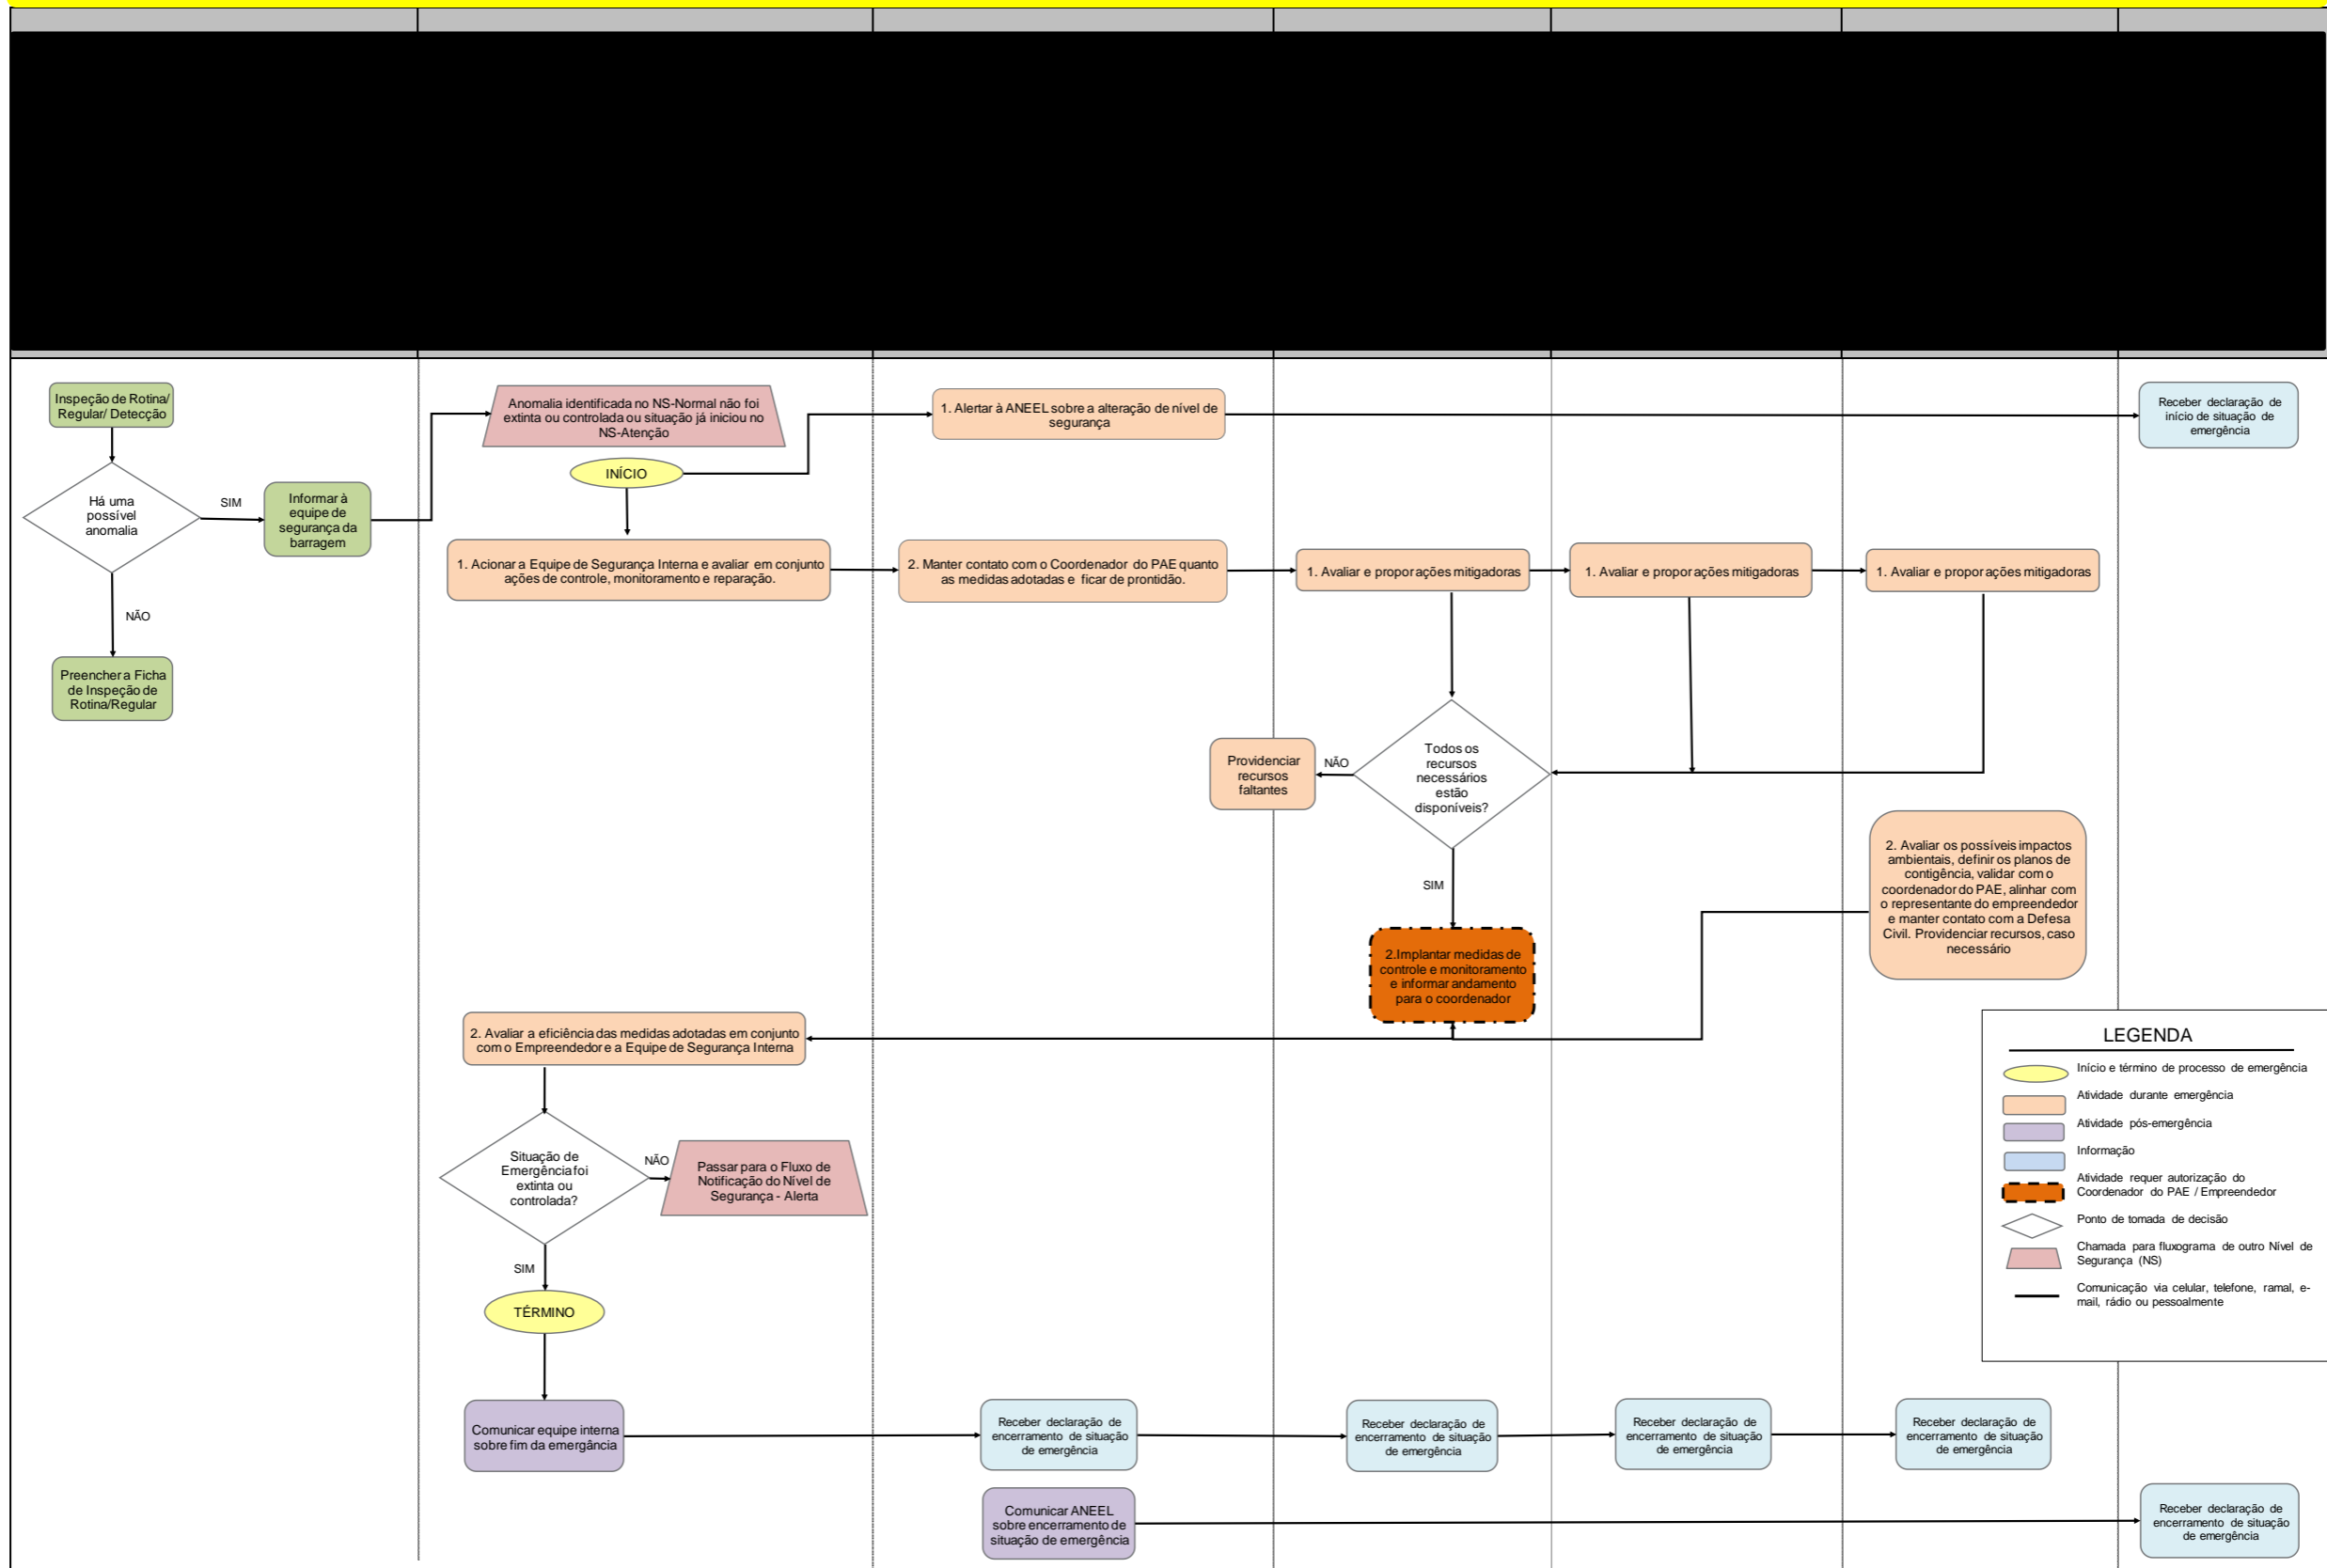 Inspeção de Rotina/
Regular/ Detecção
Há uma
possível
anomalia
SIM
Informar à
equipe de
segurança da
barragem
NÃO
Preencher a Ficha
de Inspeção de
Rotina/Regular
Anomalia identificada no NS-Normal não foi
extinta ou controlada ou situação já iniciou no
NS-Atenção
INÍCIO
1. Alertar à ANEEL sobre a alteração de nível de
segurança
Receber declaração de
início de situação de
emergência
1. Acionar a Equipe de Segurança Interna e avaliar em conjunto
ações de controle, monitoramento e reparação.
2. Manter contato com o Coordenador do PAE quanto
as medidas adotadas e ficar de prontidão.
1. Avaliar e propor ações mitigadoras
1. Avaliar e propor ações mitigadoras
1. Avaliar e propor ações mitigadoras
Providenciar
recursos
faltantes
NÃO
Todos os
recursos
necessários
estão
disponíveis?
SIM
2. Avaliar os possíveis impactos
ambientais, definir os planos de
contigência, validar com o
coordenador do PAE, alinhar com
o representante do empreendedor
e manter contato com a Defesa
Civil. Providenciar recursos, caso
necessário
2.Implantar medidas de
controle e monitoramento
e informar andamento
para o coordenador
2. Avaliar a eficiência das medidas adotadas em conjunto
com o Empreendedor e a Equipe de Segurança Interna
Situação de
Emergência foi
extinta ou
controlada?
NÃO
Passar para o Fluxo de
Notificação do Nível de
Segurança - Alerta
SIM
TÉRMINO
LEGENDA
Início e término de processo de emergência
Atividade durante emergência
Atividade pós-emergência
Informação
Atividade requer autorização do
Coordenador do PAE / Empreendedor
Ponto de tomada de decisão
Chamada para fluxograma de outro Nível de
Segurança (NS)
Comunicação via celular, telefone, ramal, e-
mail, rádio ou pessoalmente
Comunicar equipe interna
sobre fim da emergância
Receber declaração de
encerramento de situação
de emergência
Receber declaração de
encerramento de situação
de emergência
Receber declaração de
encerramento de situação
de emergência
Receber declaração de
encerramento de situação
de emergência
Comunicar ANEEL
sobre encerramento de
situação de emergência
Receber declaração de
encerramento de situação
de emergência